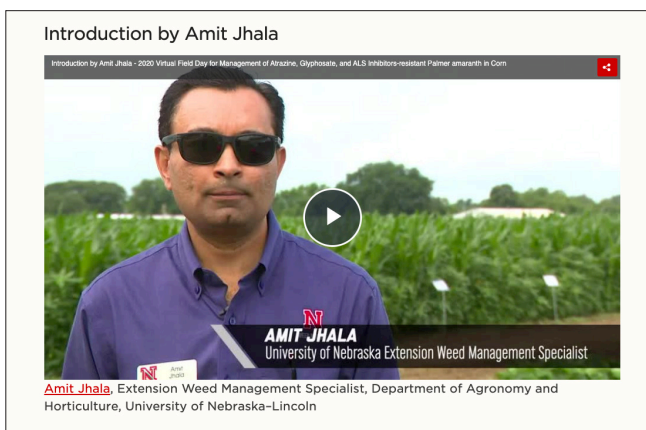 Introduction by Amit Jhala
Introduction by Amit Jhala - 2020 Virtual Field Day for Management of Atrazine, Glyphosate, and ALS Inhibitors-resistant Palmer amaranth in Corn
N
AMIT JHALA
University of Nebraska Extension Weed Management Specialist
N Amit
Jhala
Amit Jhala, Extension Weed Management Specialist, Department of Agronomy and
Horticulture, University of Nebraska–Lincoln